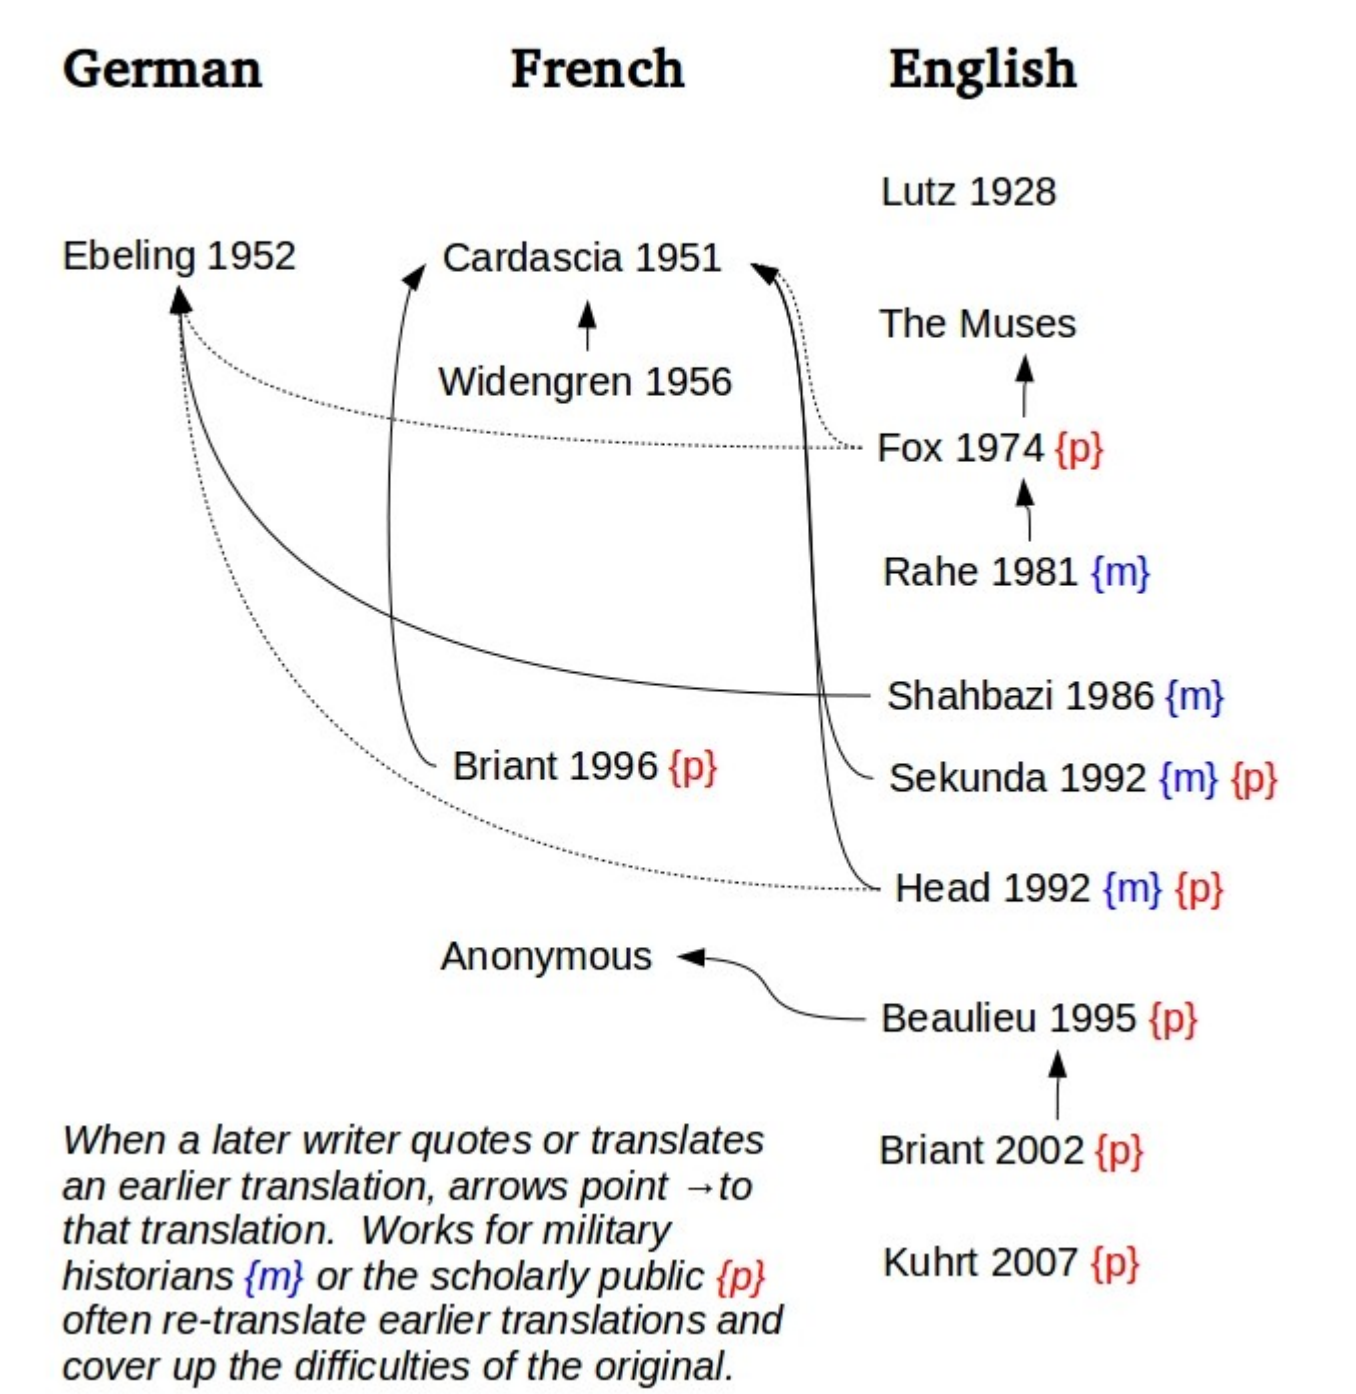 German French English
Lutz 1928
Ebeling 1952 Cardascia 1951
The Muses
Widengren 1956
Fox 1974 {p}
Rahe 1981 {m}
Shahbazi 1986 {m}
Briant 1996 {p}
Sekunda 1992 {m} {p}
Head 1992 {m} {p}
Anonymous
Beaulieu 1995 {p}
When a later writer quotes or translates
an earlier translation, arrows point →to
that translation.  Works for military
historians {m} or the scholarly public {p}
often re-translate earlier translations and
cover up the difficulties of the original.
Briant 2002 {p}
Kuhrt 2007 {p}